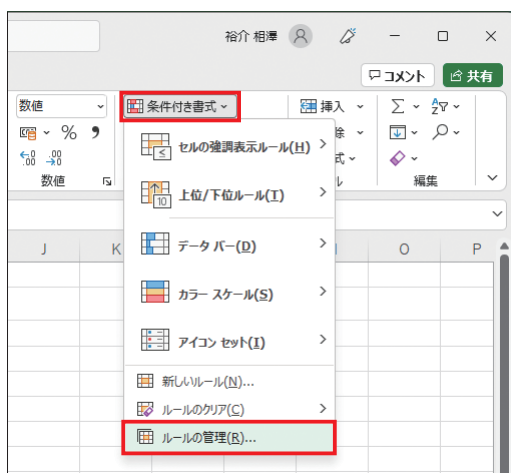 裕介 相澤
コメント 共有
数値 条件付き書式 挿入
% 9
セルの強調表示ルール(H)
数値 編集
上位/下位ルール(T)
データ バー(D)
J K O P
カラー スケール(S)
アイコン セット(I)
新しいルール(N)...
ルールのクリア(C)
ルールの管理(R)...